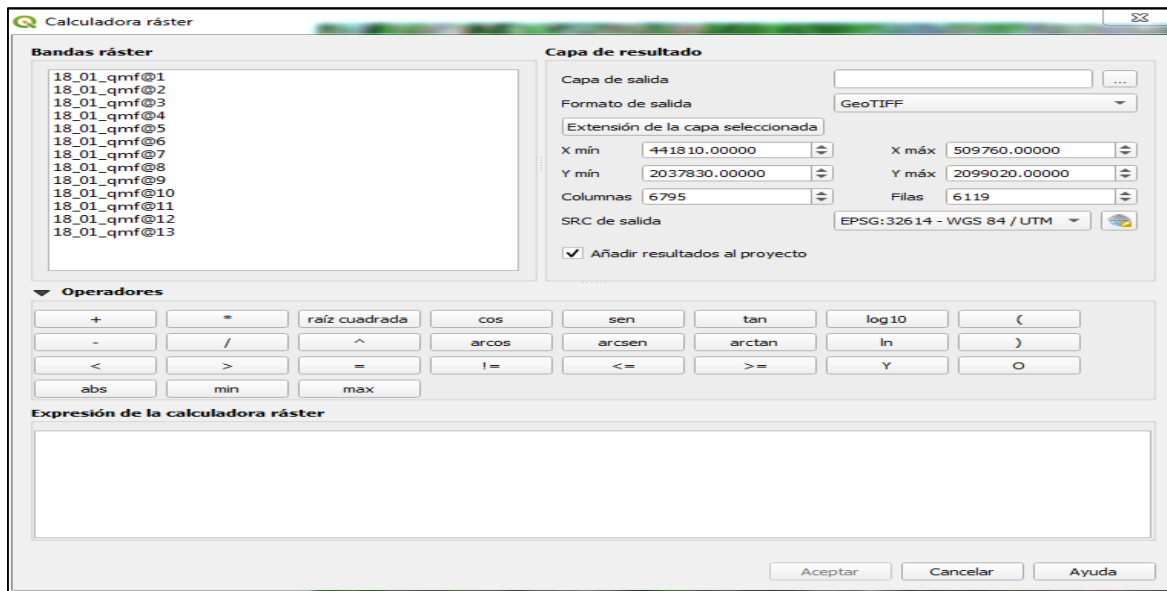 Calculadora ráster
Bandas ráster
18_01_qmf@1
18_01_qmf@2
18_01_qmf@3
18_01_qmf@4
18_01_qmf@5
18_01_qmf@6
18_01_qmf@7
18_01_qmf@8
18_01_qmf@9
18_01_qmf@10
18_01_qmf@11
18_01_qmf@12
18_01_qmf@13
Capa de resultado
Capa de salida ...
Formato de salida GeoTIFF
Extensión de la capa seleccionada
X mín 441810.00000 X máx 509760.00000
Y mín 2037830.00000 Y máx 2099020.00000
Columnas 6795 Filas 6119
SRC de salida EPSG:32614 - WGS 84 / UTM
Añadir resultados al proyecto
Operadores
+ * raíz cuadrada cos sen tan log10 (
- / ^ arcos arcsen arctan ln )
< > = != <= >= Y O
abs min max
Expresión de la calculadora ráster
Aceptar Cancelar Ayuda